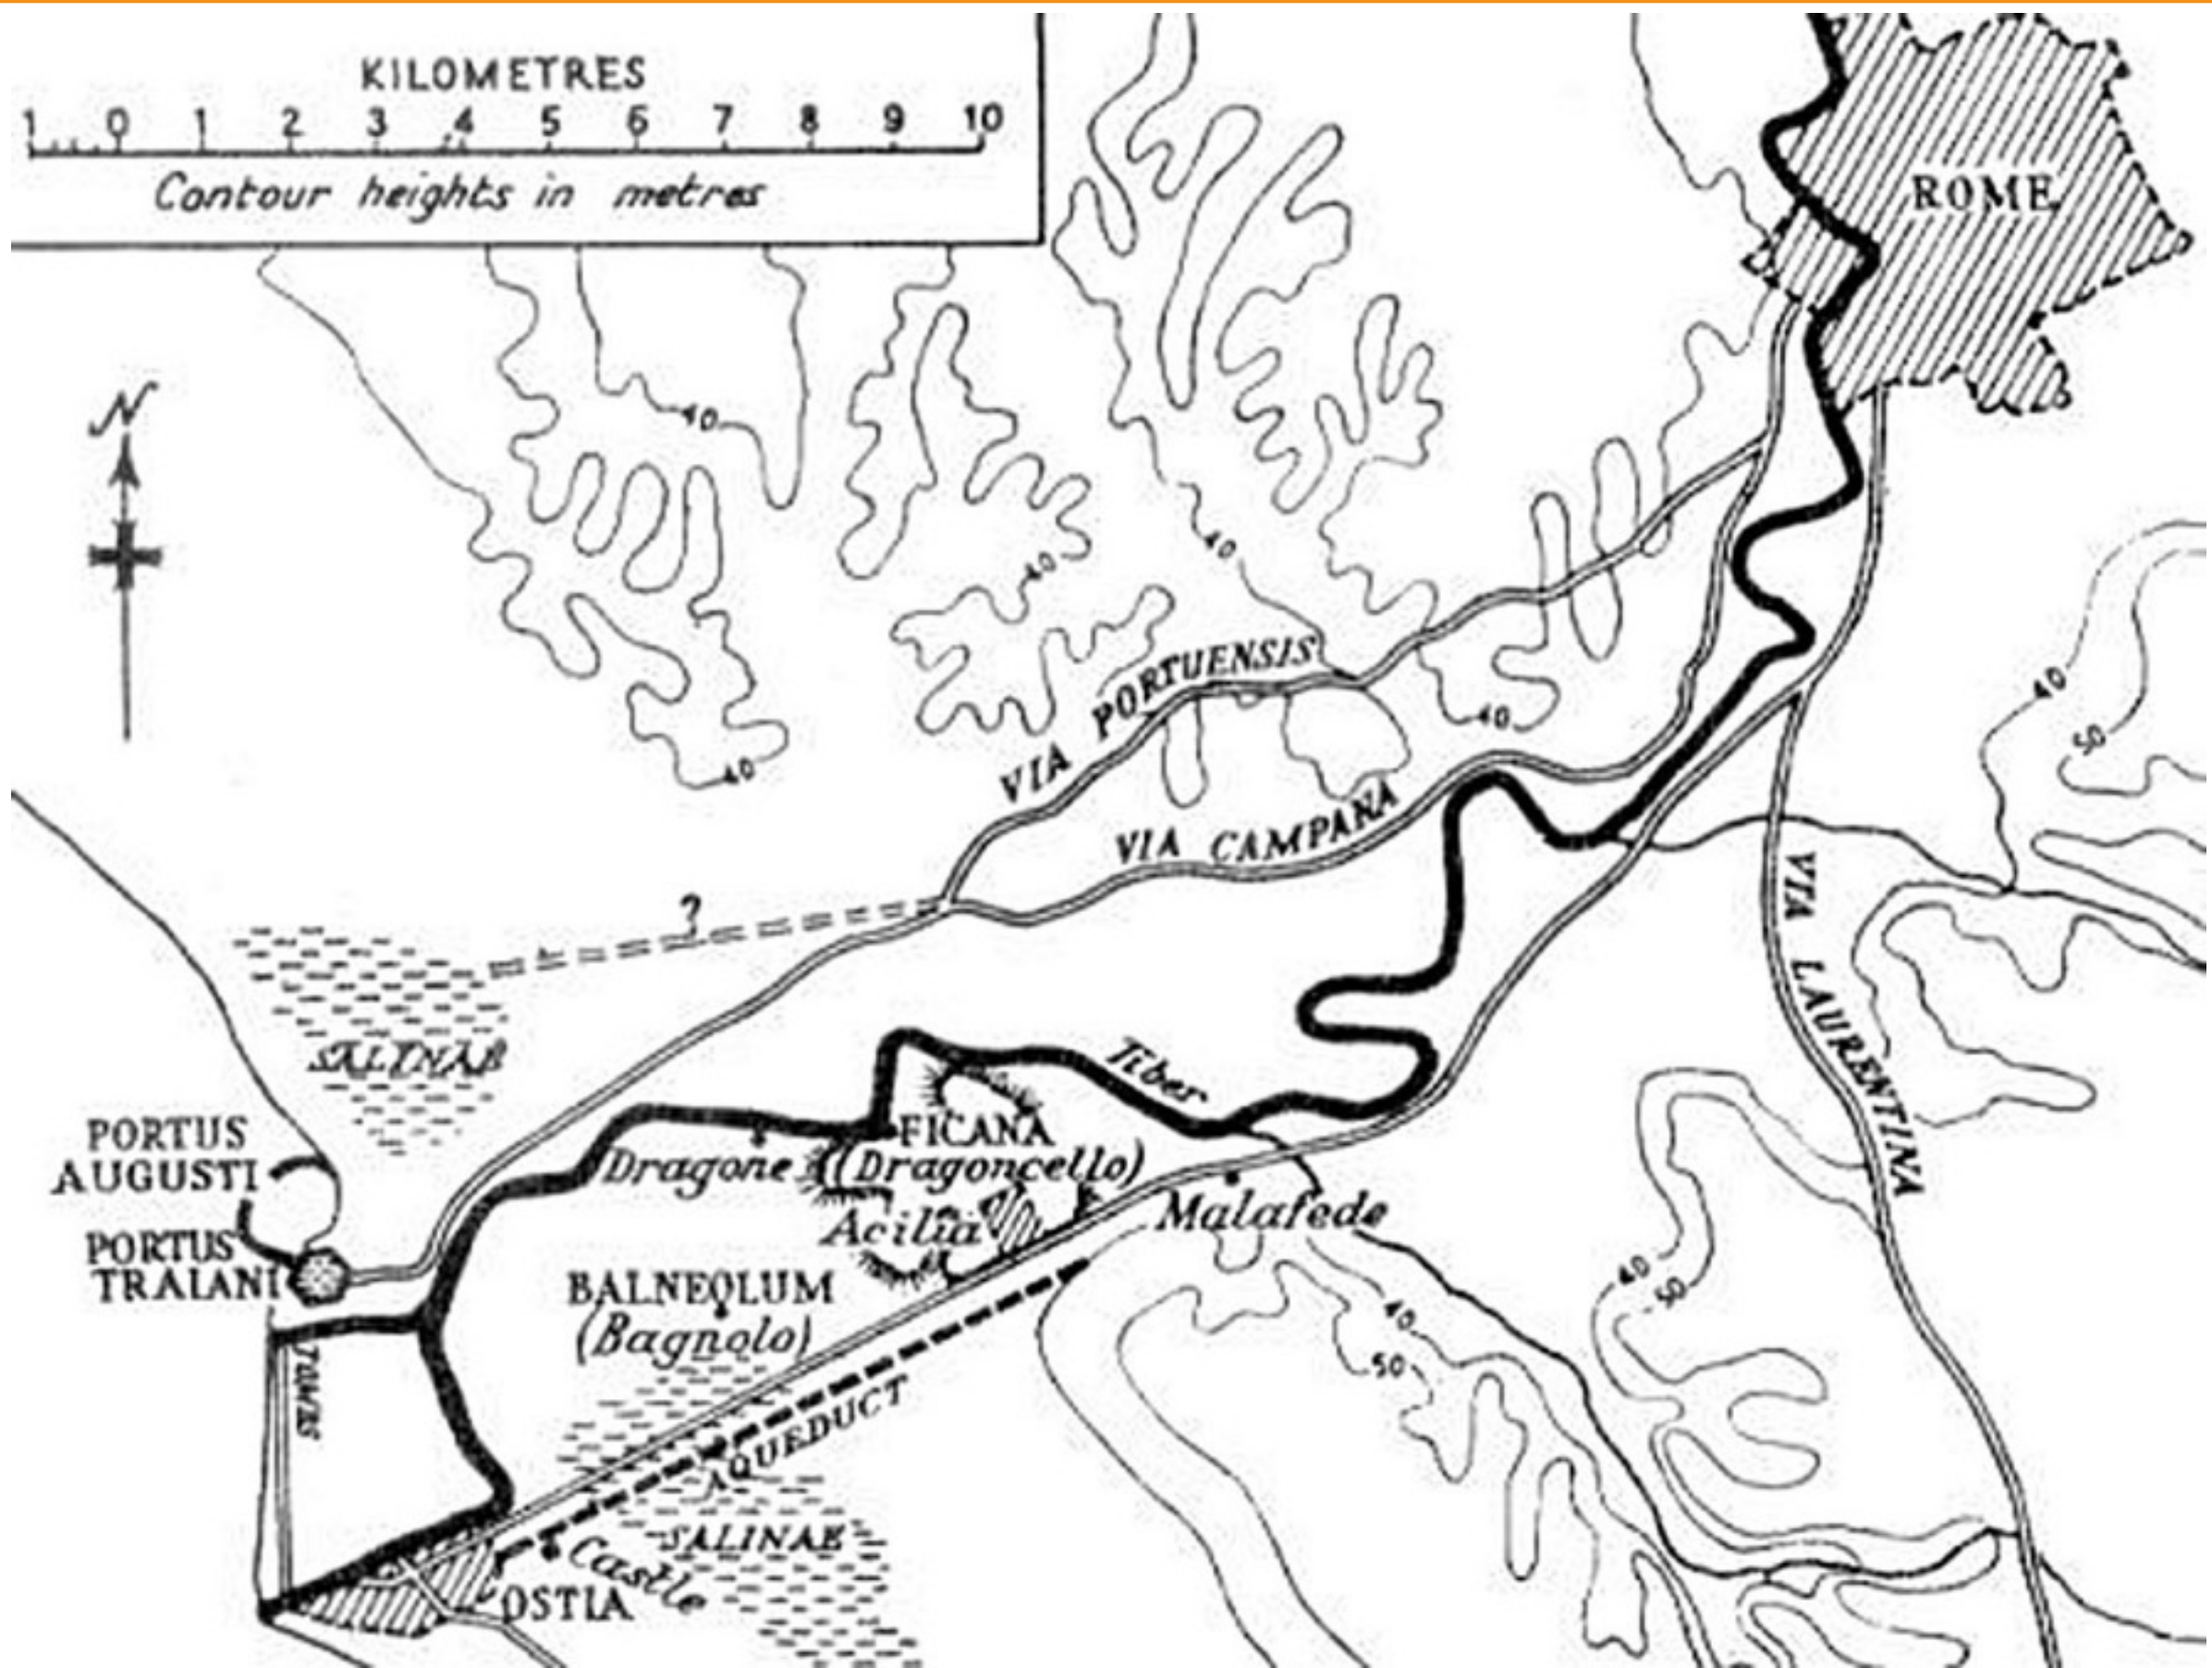 KILOMETRES
1 0 1 2 3 4 5 6 7 8 9 10
Contour heights in metres
ROME
N
40
40
40
40
VIA PORTUENSIS
40
40
50
40
VIA CAMPANA
VIA LAURENTINA
?
SALINAE
Tiber
PORTUS
AUGUSTI
FICANA
Dragone
(Dragoncello)
Acilia
Malafede
PORTUS
TRAIANI
BALNEOLUM
(Bagnolo)
40
50
40
50
TOMBS
AQUEDUCT
SALINAE
Castle
OSTIA